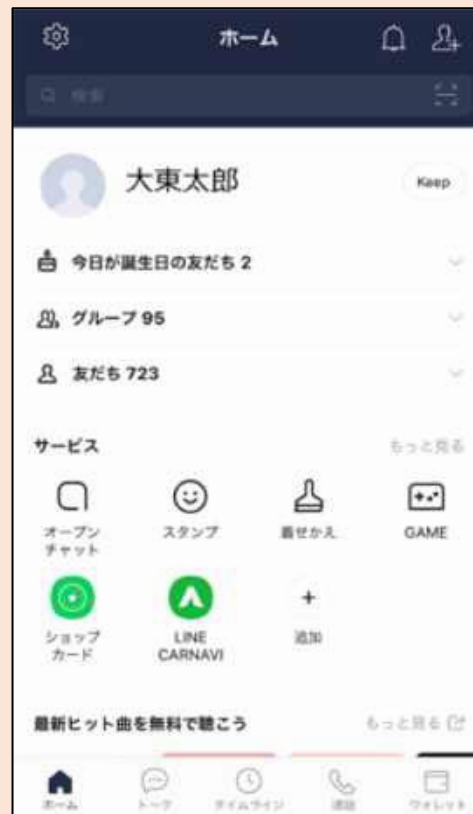 ホーム
検索
大東太郎
Keep
今日が誕生日の友だち 2
グループ 95
友だち 723
サービス
もっと見る
オープン
チャット
スタンプ
着せかえ
GAME
ショップ
カード
LINE
CARNAVI
追加
最新ヒット曲を無料で聴こう
もっと見る
ホーム
トーク
タイムライン
通話
ウォレット